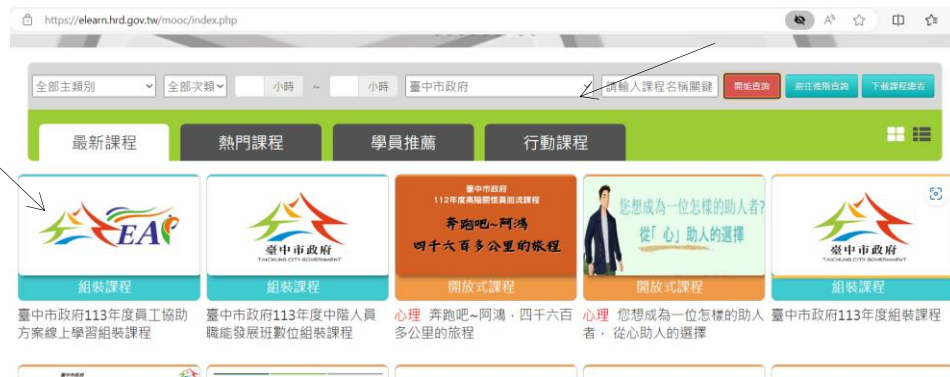 https://elearn.hrd.gov.tw/mooc/index.php
全部主類別 全部次類 小時 ~ 小時 臺中市政府 請輸入課程名稱關鍵 開始查詢 前往進階查詢 下載課程總表
最新課程 熱門課程 學員推薦 行動課程
EAP
臺中市政府
TAICHUNG CITY GOVERNMENT
臺中市政府
112年度高階關懷員回流課程
奔跑吧~阿鴻
四千六百多公里的旅程
您想成為一位怎樣的助人者?
從「心」助人的選擇
臺中市政府
TAICHUNG CITY GOVERNMENT
組裝課程 組裝課程 開放式課程 開放式課程 組裝課程
臺中市政府113年度員工協助
方案線上學習組裝課程
臺中市政府113年度中階人員
職能發展班數位組裝課程
心理 奔跑吧~阿鴻，四千六百
多公里的旅程
心理 您想成為一位怎樣的助人
者， 從心助人的選擇
臺中市政府113年度組裝課程
臺中市政府